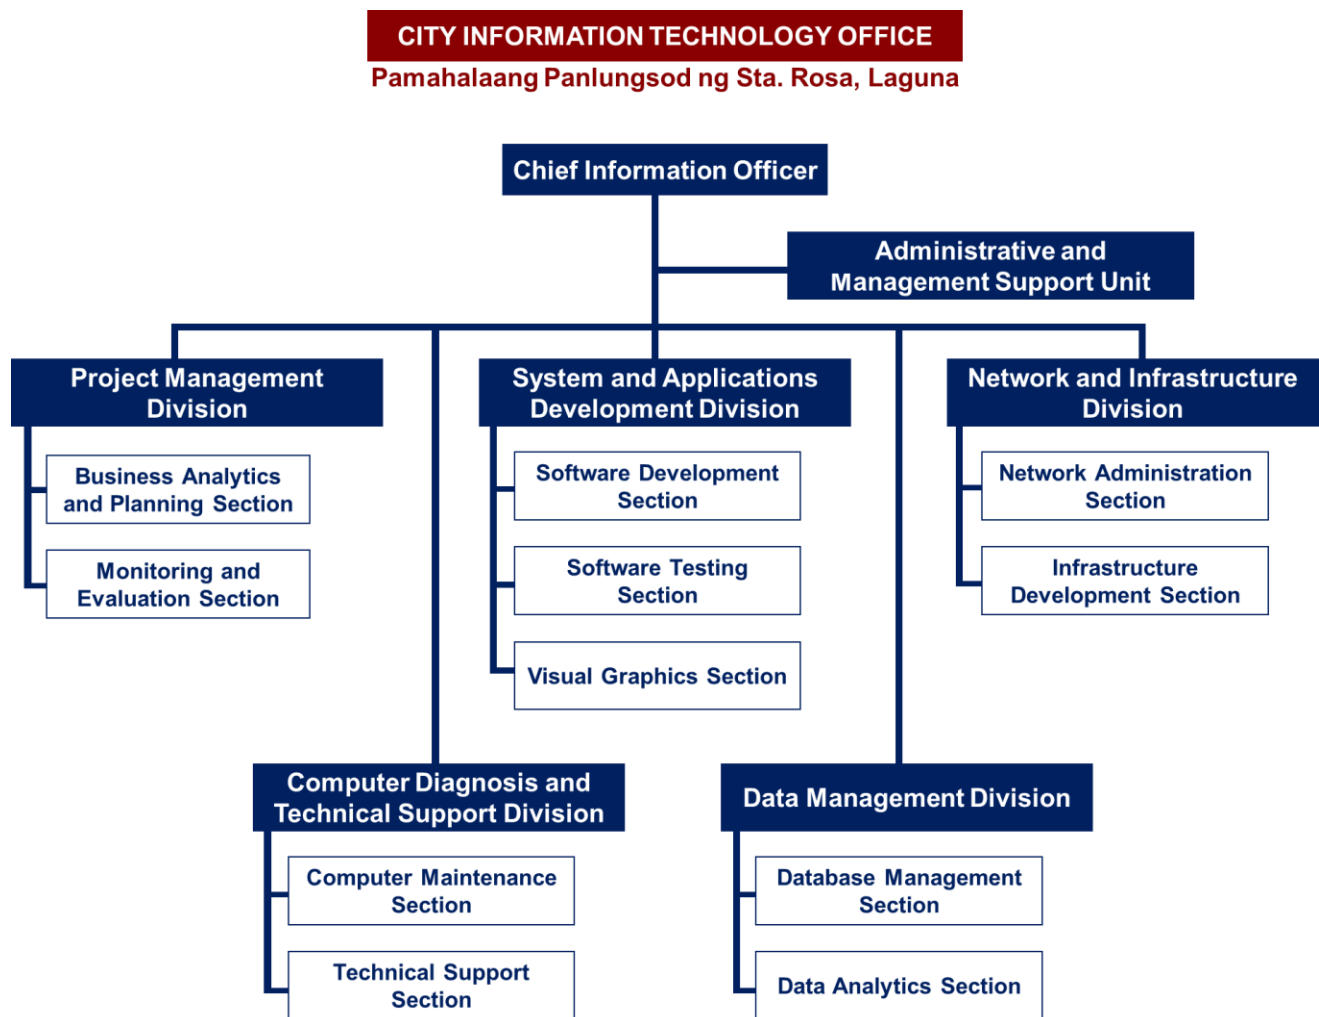 CITY INFORMATION TECHNOLOGY OFFICE
Pamahalaang Panlungsod ng Sta. Rosa, Laguna
Chief Information Officer
Administrative and
Management Support Unit
Project Management
Division
Business Analytics
and Planning Section
Monitoring and
Evaluation Section
System and Applications
Development Division
Software Development
Section
Software Testing
Section
Visual Graphics Section
Network and Infrastructure
Division
Network Administration
Section
Infrastructure
Development Section
Computer Diagnosis and
Technical Support Division
Computer Maintenance
Section
Technical Support
Section
Data Management Division
Database Management
Section
Data Analytics Section